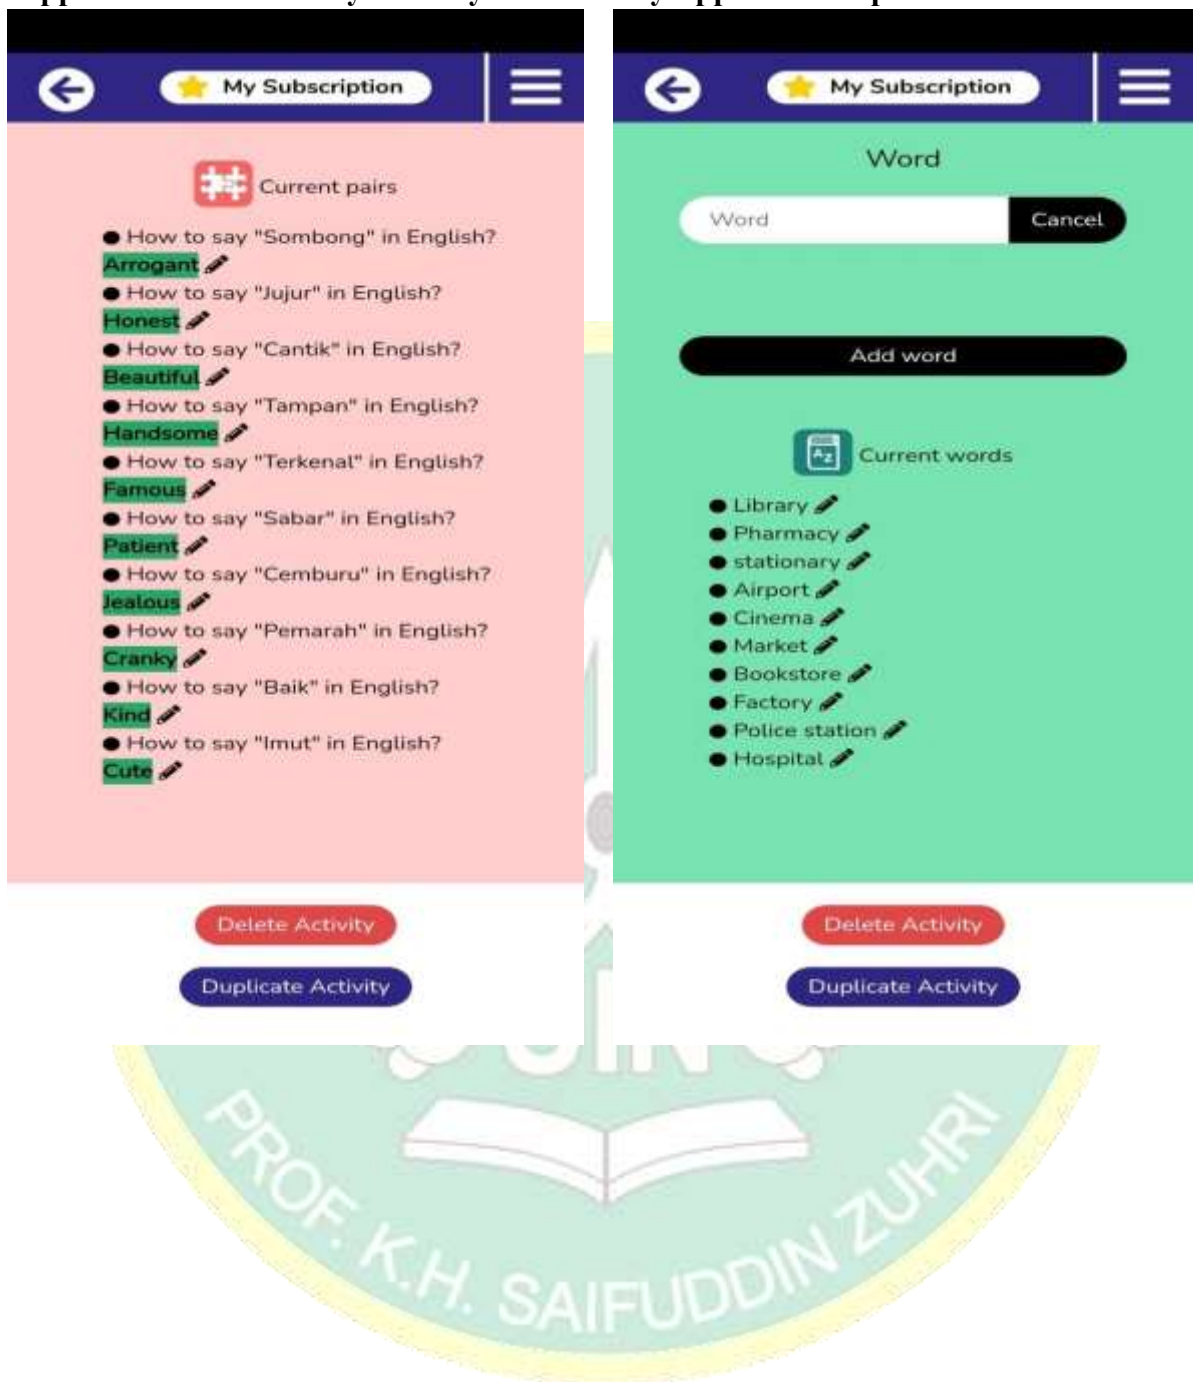 My Subscription
Current pairs
How to say "Sombong" in English?
Arrogant
How to say "Jujur" in English?
Honest
How to say "Cantik" in English?
Beautiful
How to say "Tampan" in English?
Handsome
How to say "Terkenal" in English?
Famous
How to say "Sabar" in English?
Patient
How to say "Cemburu" in English?
Jealous
How to say "Pemarah" in English?
Cranky
How to say "Baik" in English?
Kind
How to say "Imut" in English?
Cute
Delete Activity
Duplicate Activity
My Subscription
Word
Word Cancel
Add word
Current words
Library
Pharmacy
stationary
Airport
Cinema
Market
Bookstore
Factory
Police station
Hospital
Delete Activity
Duplicate Activity
UIN
PROF. K.H. SAIFUDDIN ZUHRI